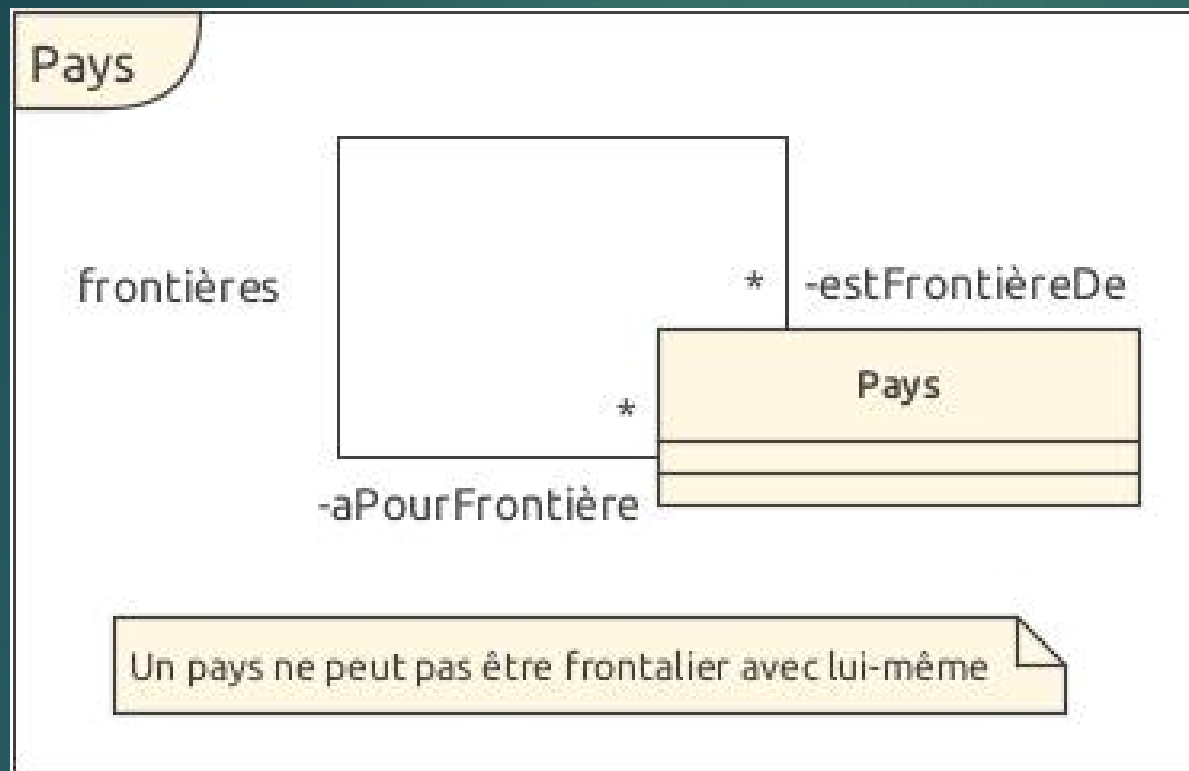 Pays
frontières
*
-estFrontièreDe
Pays
*
-aPourFrontière
Un pays ne peut pas être frontalier avec lui-même